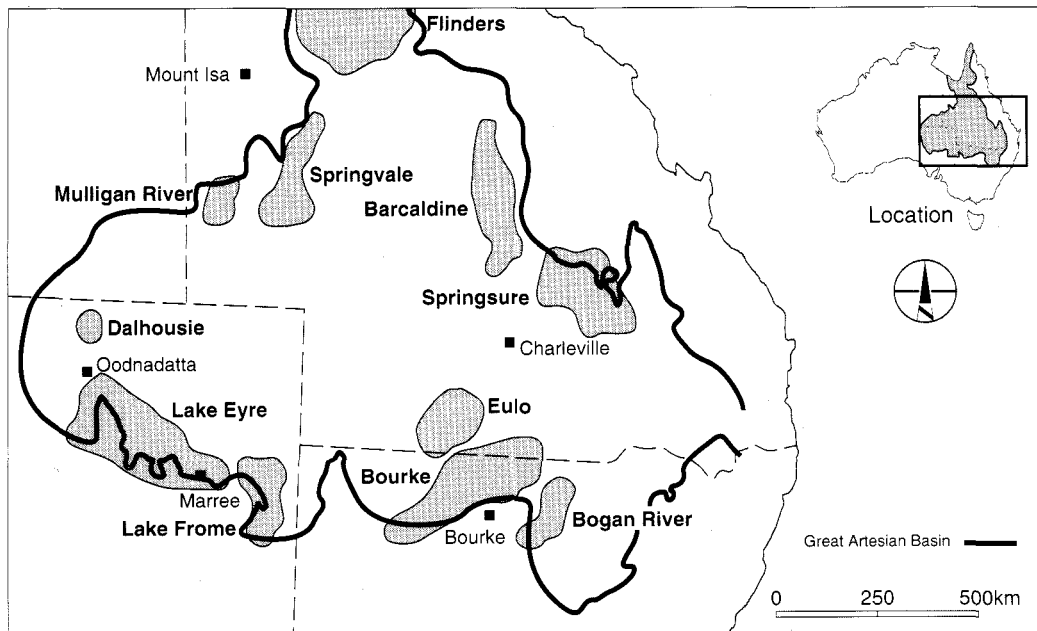 Flinders
Mount Isa
Springvale
Mulligan River
Barcaldine
Location
Springsure
Dalhousie
Oodnadatta
Charleville
Lake Eyre
Eulo
Bourke
Marree
Lake Frome
Bogan River
Bourke
Great Artesian Basin
0 250 500km